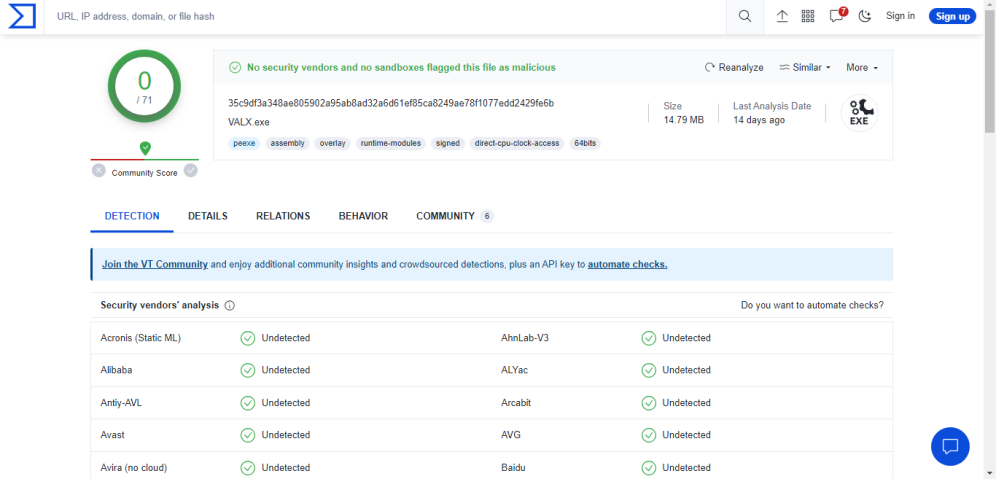 URL, IP address, domain, or file hash
7
Sign in
Sign up
0
/ 71
Community Score
No security vendors and no sandboxes flagged this file as malicious
Reanalyze
Similar
More
35c9df3a348ae805902a95ab8ad32a6d61ef85ca8249ae78f1077edd2429fe6b
VALX.exe
Size
14.79 MB
Last Analysis Date
14 days ago
EXE
peexe assembly overlay runtime-modules signed direct-cpu-clock-access 64bits
DETECTION DETAILS RELATIONS BEHAVIOR COMMUNITY 6
Join the VT Community and enjoy additional community insights and crowdsourced detections, plus an API key to automate checks.
Security vendors' analysis
Do you want to automate checks?
Acronis (Static ML) Undetected AhnLab-V3 Undetected
Alibaba Undetected ALYac Undetected
Antiy-AVL Undetected Arcabit Undetected
Avast Undetected AVG Undetected
Avira (no cloud) Undetected Baidu Undetected